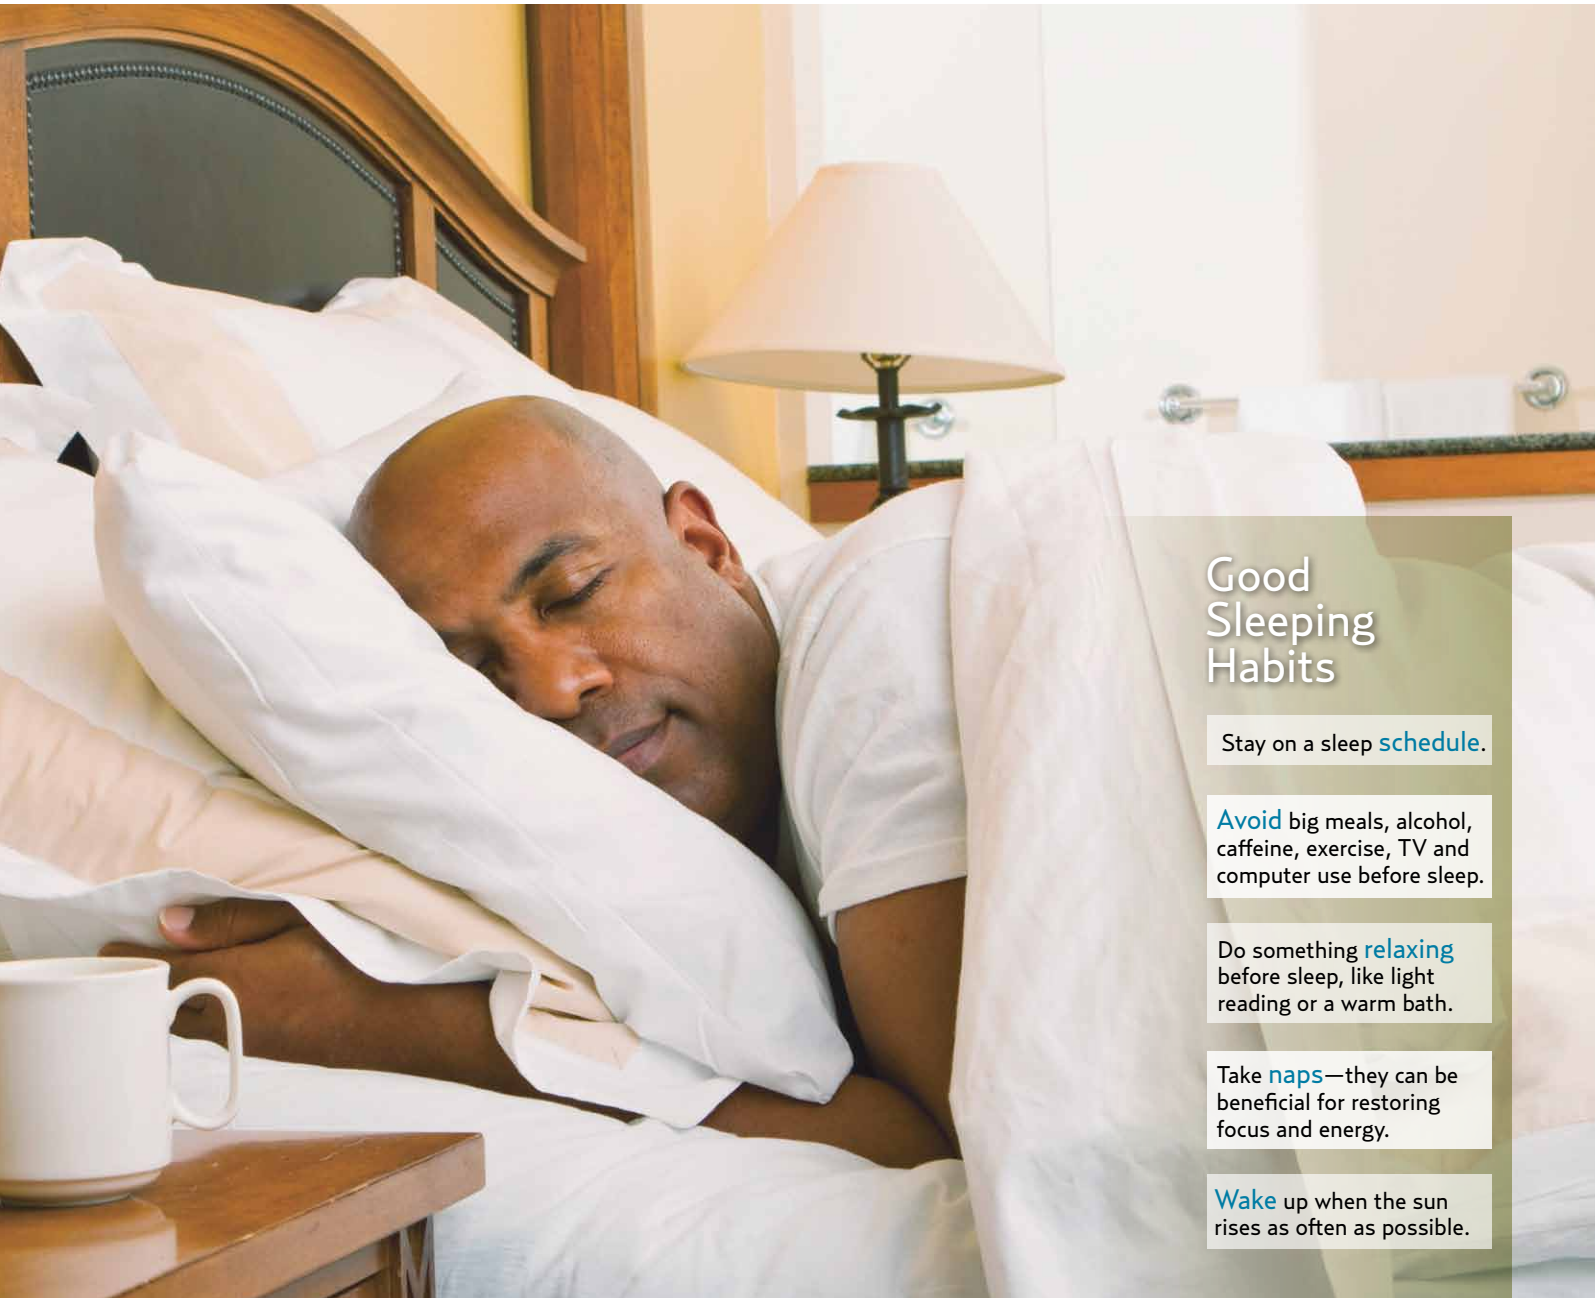 Good
Sleeping
Habits
Stay on a sleep schedule.
Avoid big meals, alcohol,
caffeine, exercise, TV and
computer use before sleep.
Do something relaxing
before sleep, like light
reading or a warm bath.
Take naps—they can be
beneficial for restoring
focus and energy.
Wake up when the sun
rises as often as possible.